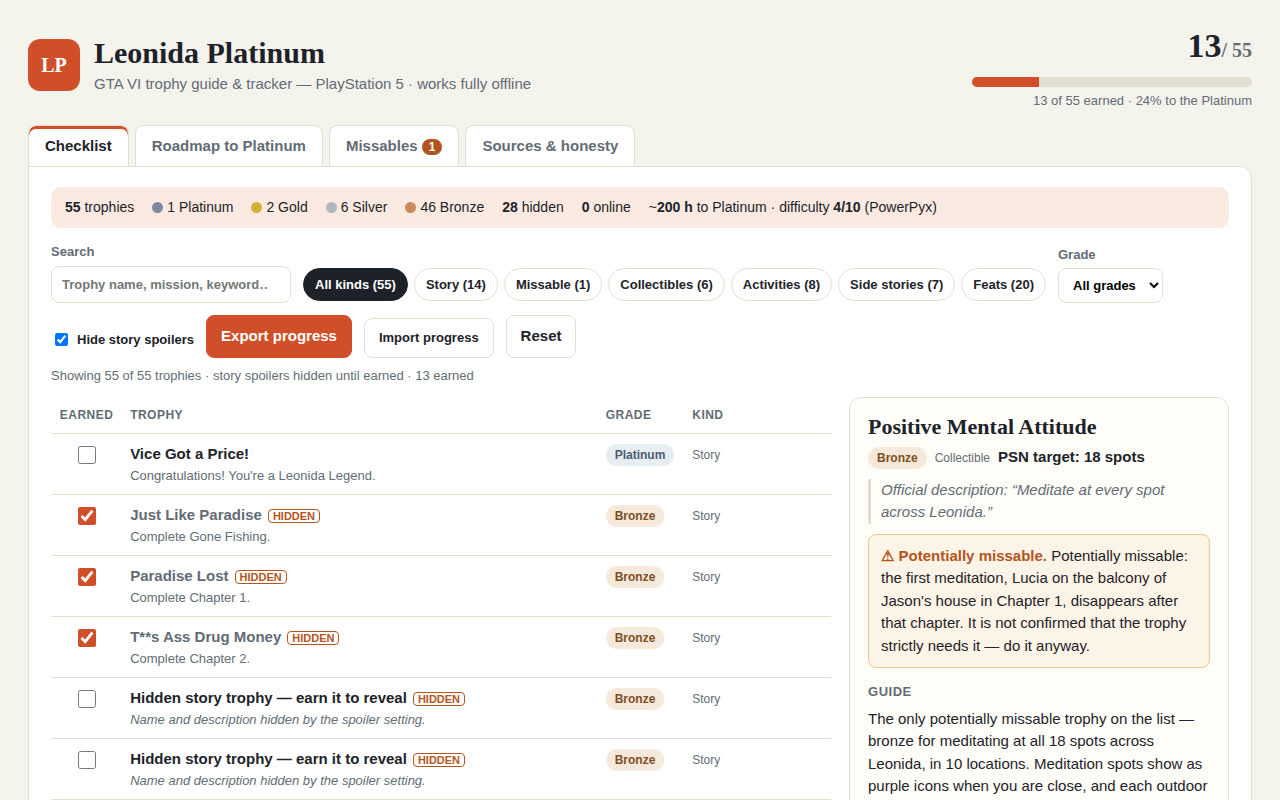 LP
Leonida Platinum
GTA VI trophy guide & tracker — PlayStation 5 · works fully offline
13 / 55
13 of 55 earned · 24% to the Platinum
Checklist
Roadmap to Platinum
Missables 1
Sources & honesty
55 trophies 1 Platinum 2 Gold 6 Silver 46 Bronze 28 hidden 0 online ~200 h to Platinum · difficulty 4/10 (PowerPyx)
Search
Trophy name, mission, keyword..
All kinds (55)
Story (14)
Missable (1)
Collectibles (6)
Activities (8)
Side stories (7)
Feats (20)
Grade
All grades
Hide story spoilers
Export progress
Import progress
Reset
Showing 55 of 55 trophies · story spoilers hidden until earned · 13 earned
EARNED TROPHY GRADE KIND
Vice Got a Price! Platinum Story
Congratulations! You're a Leonida Legend.
Just Like Paradise HIDDEN Bronze Story
Complete Gone Fishing.
Paradise Lost HIDDEN Bronze Story
Complete Chapter 1.
T**s Ass Drug Money HIDDEN Bronze Story
Complete Chapter 2.
Hidden story trophy — earn it to reveal HIDDEN Bronze Story
Name and description hidden by the spoiler setting.
Hidden story trophy — earn it to reveal HIDDEN Bronze Story
Name and description hidden by the spoiler setting.
Positive Mental Attitude
Bronze Collectible PSN target: 18 spots
Official description: “Meditate at every spot
across Leonida.”
⚠ Potentially missable. Potentially missable:
the first meditation, Lucia on the balcony of
Jason's house in Chapter 1, disappears after
that chapter. It is not confirmed that the trophy
strictly needs it — do it anyway.
GUIDE
The only potentially missable trophy on the list —
bronze for meditating at all 18 spots across
Leonida, in 10 locations. Meditation spots show as
purple icons when you are close, and each outdoor